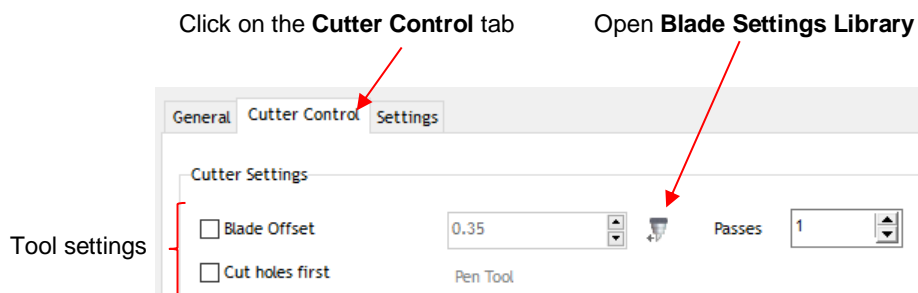 Click on the Cutter Control tab Open Blade Settings Library
General Cutter Control Settings
Cutter Settings
Blade Offset 0.35 Passes 1
Tool settings
Cut holes first Pen Tool